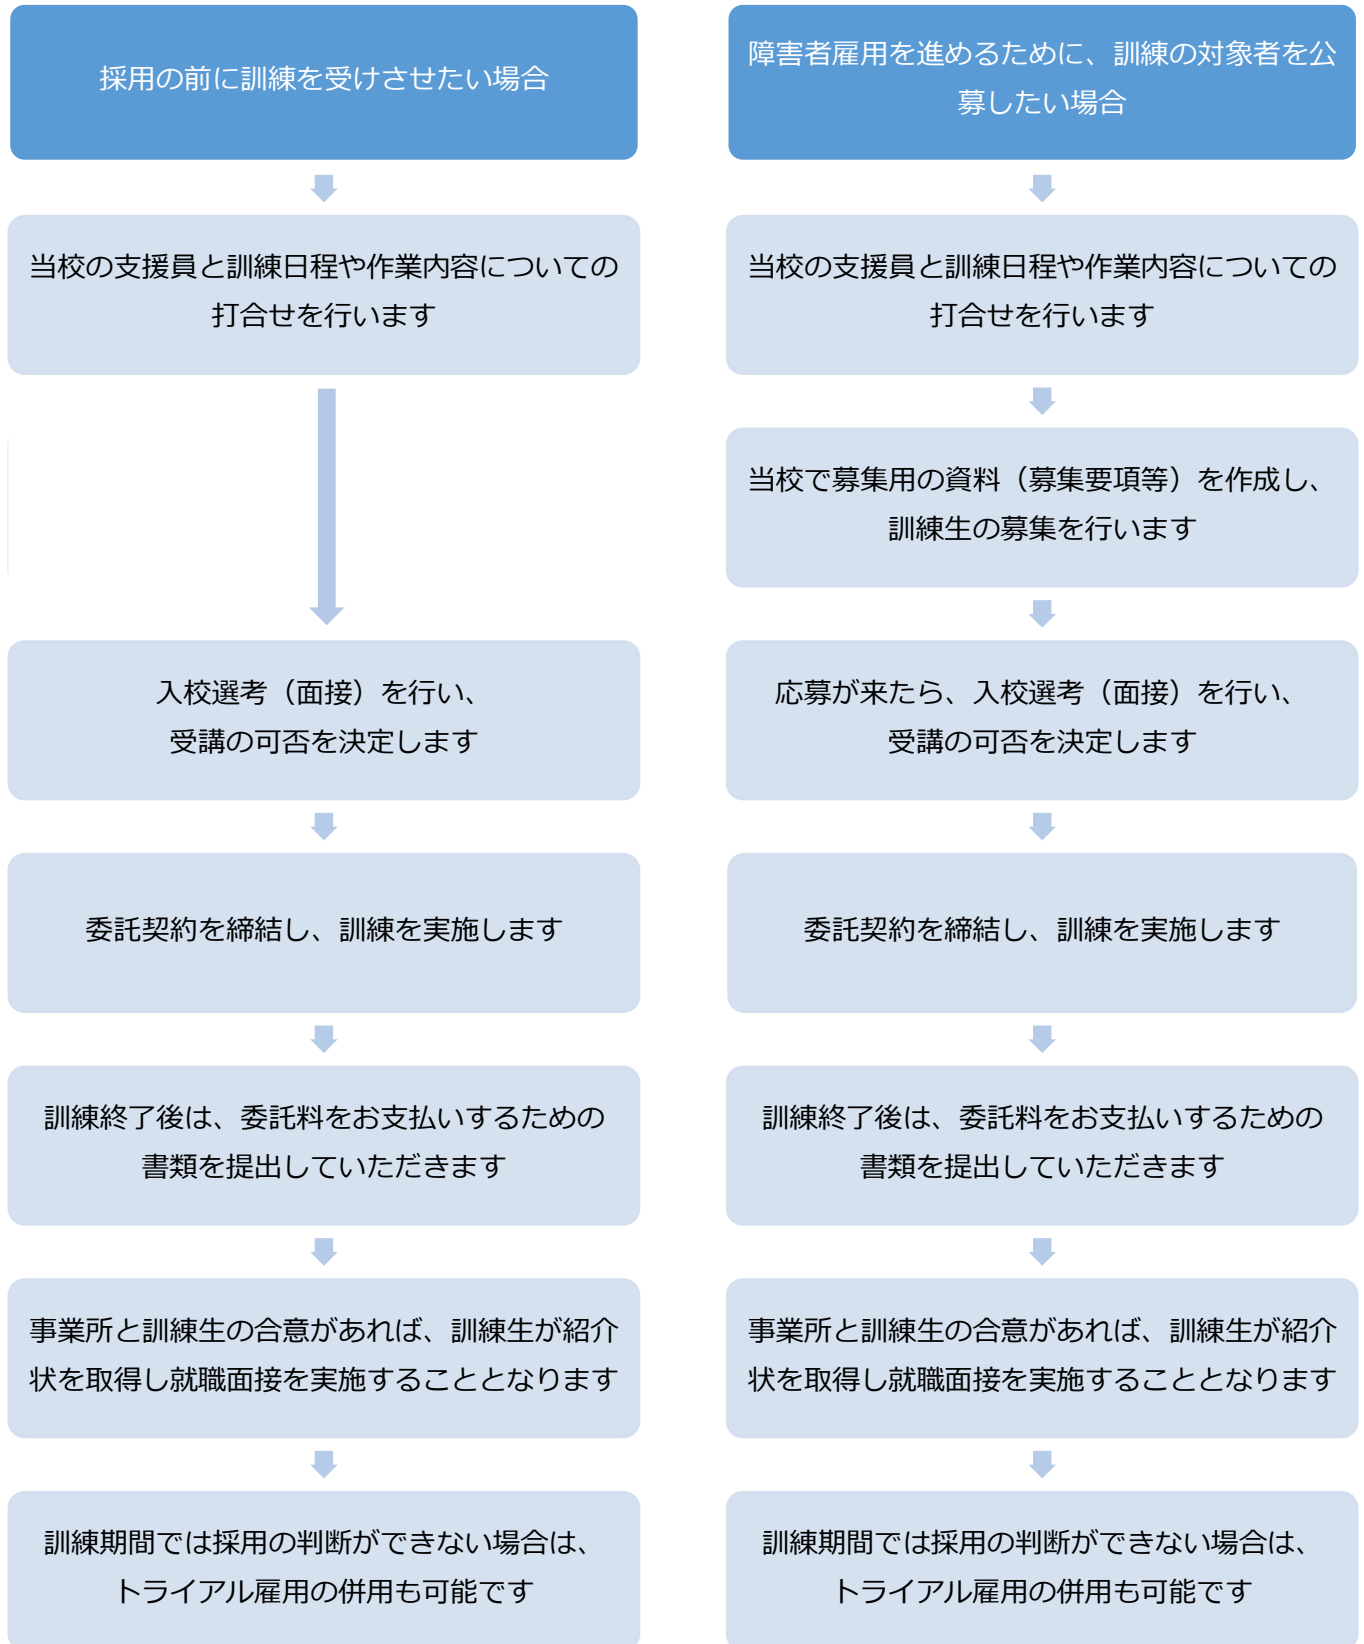 採用の前に訓練を受けさせたい場合
当校の支援員と訓練日程や作業内容についての
打合せを行います
入校選考（面接）を行い、
受講の可否を決定します
委託契約を締結し、訓練を実施します
訓練終了後は、委託料をお支払いするための
書類を提出していただきます
事業所と訓練生の合意があれば、訓練生が紹介
状を取得し就職面接を実施することとなります
訓練期間では採用の判断ができない場合は、
トライアル雇用の併用も可能です
障害者雇用を進めるために、訓練の対象者を公
募したい場合
当校の支援員と訓練日程や作業内容についての
打合せを行います
当校で募集用の資料（募集要項等）を作成し、
訓練生の募集を行います
応募が来たら、入校選考（面接）を行い、
受講の可否を決定します
委託契約を締結し、訓練を実施します
訓練終了後は、委託料をお支払いするための
書類を提出していただきます
事業所と訓練生の合意があれば、訓練生が紹介
状を取得し就職面接を実施することとなります
訓練期間では採用の判断ができない場合は、
トライアル雇用の併用も可能です